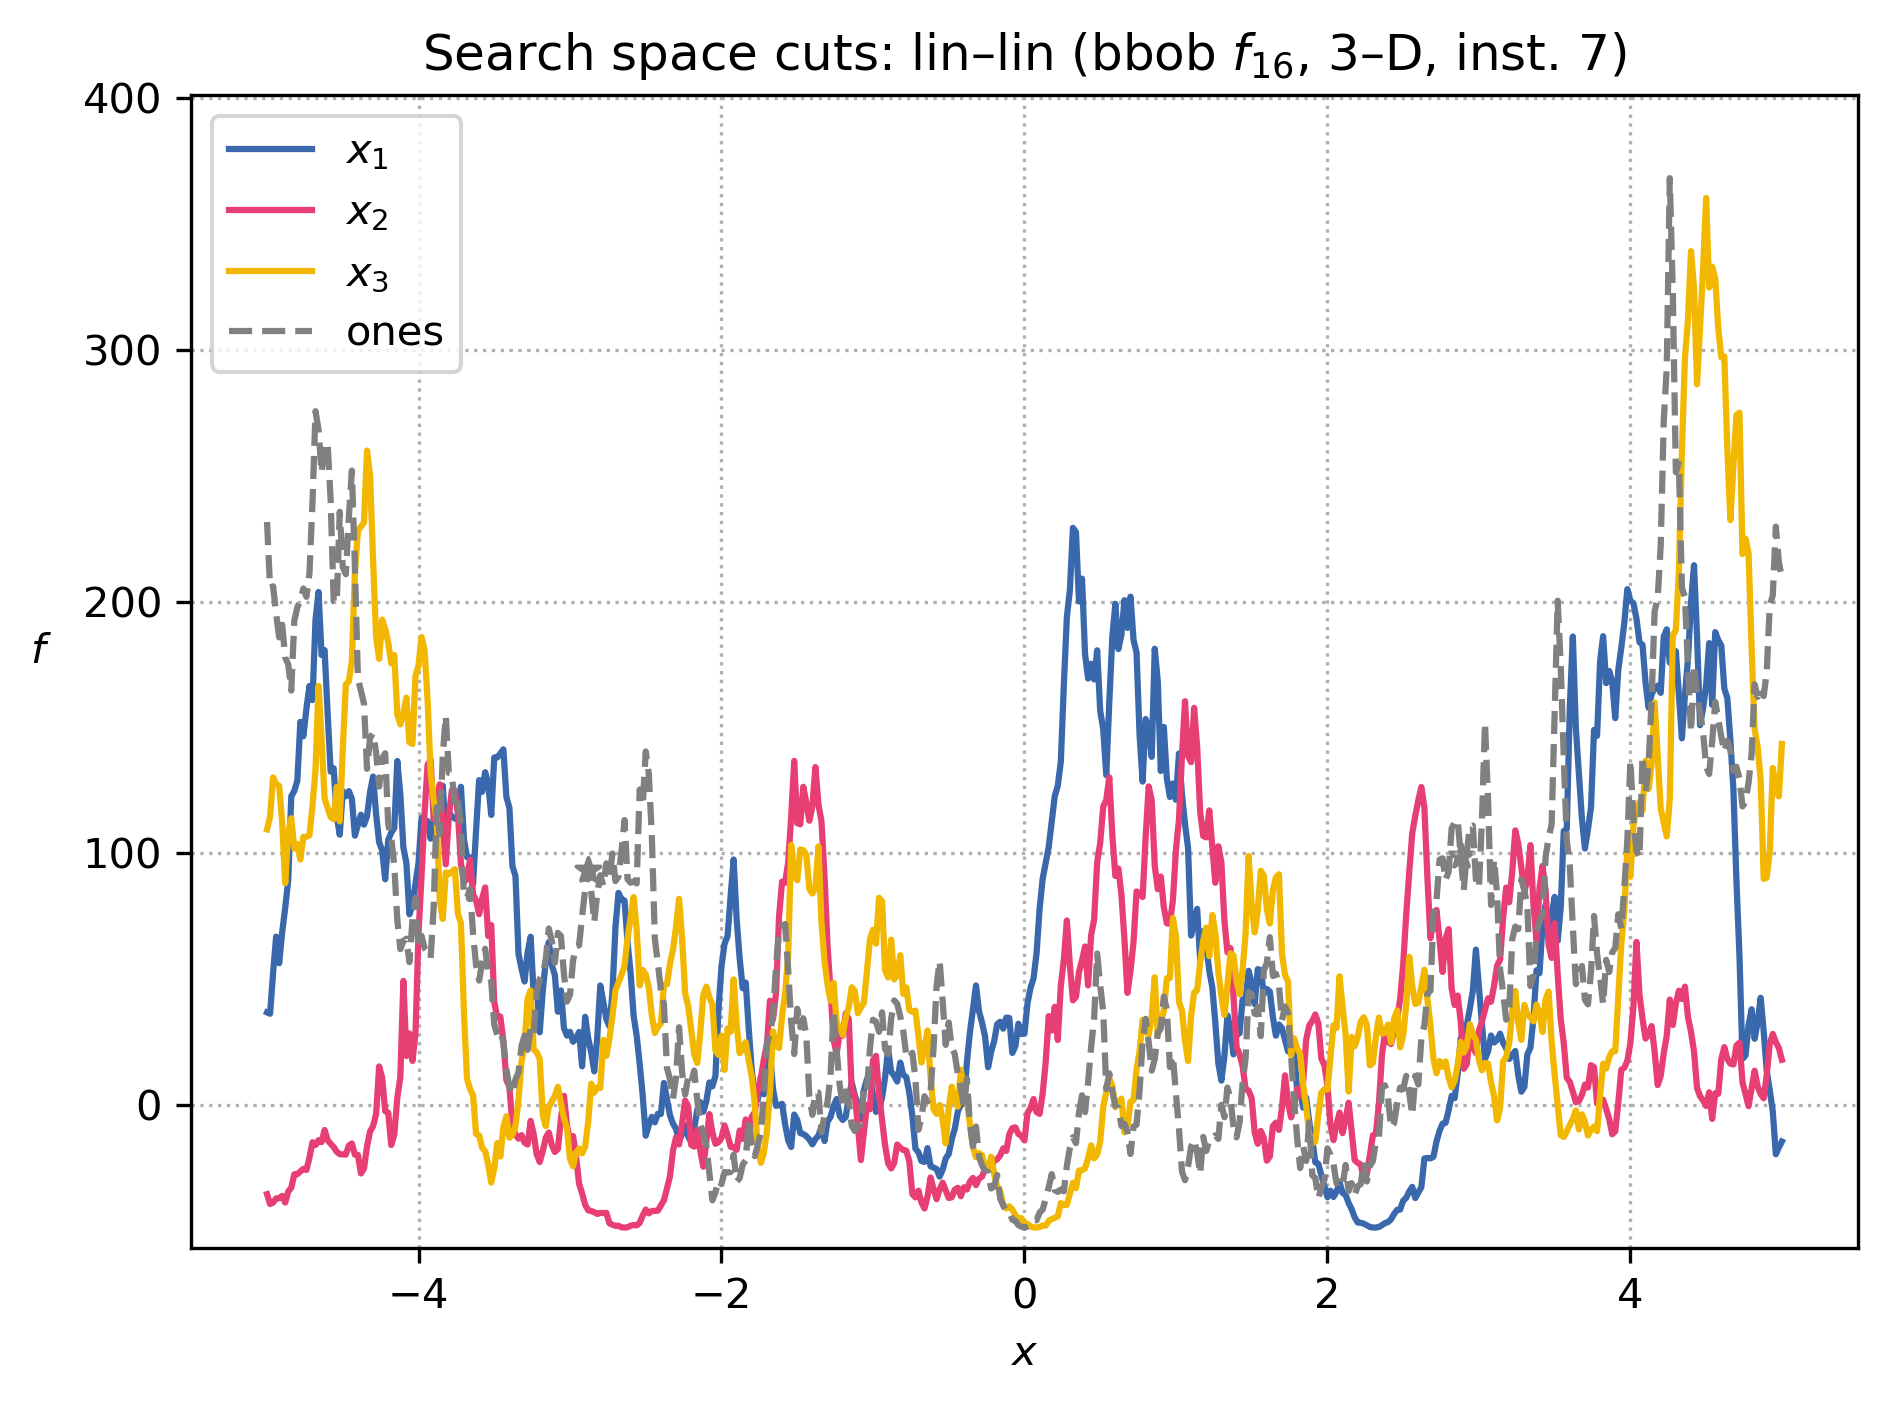 Search space cuts: lin–lin (bbob f₁₆, 3–D, inst. 7)
400
300
200
100
0
f
x₁
x₂
x₃
ones
−4
−2
0
2
4
x